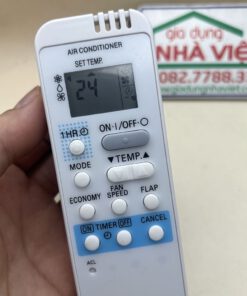 gia dụng
NHÀ VIỆ
082.7788.3
AIR CONDITIONER
SET TEMP.
24
1HR.
ON·I/OFF·O
▼TEMP.▲
MODE
ECONOMY
FAN SPEED
FLAP
ON TIMER OFF
CANCEL
ACL